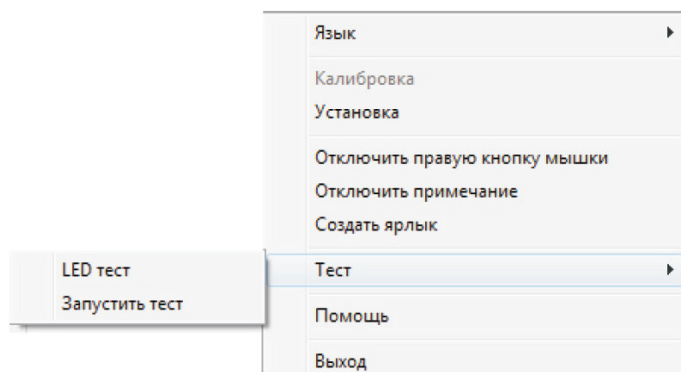 Язык
Калибровка
Установка
Отключить правую кнопку мышки
Отключить примечание
Создать ярлык
Тест
LED тест
Запустить тест
Помощь
Выход